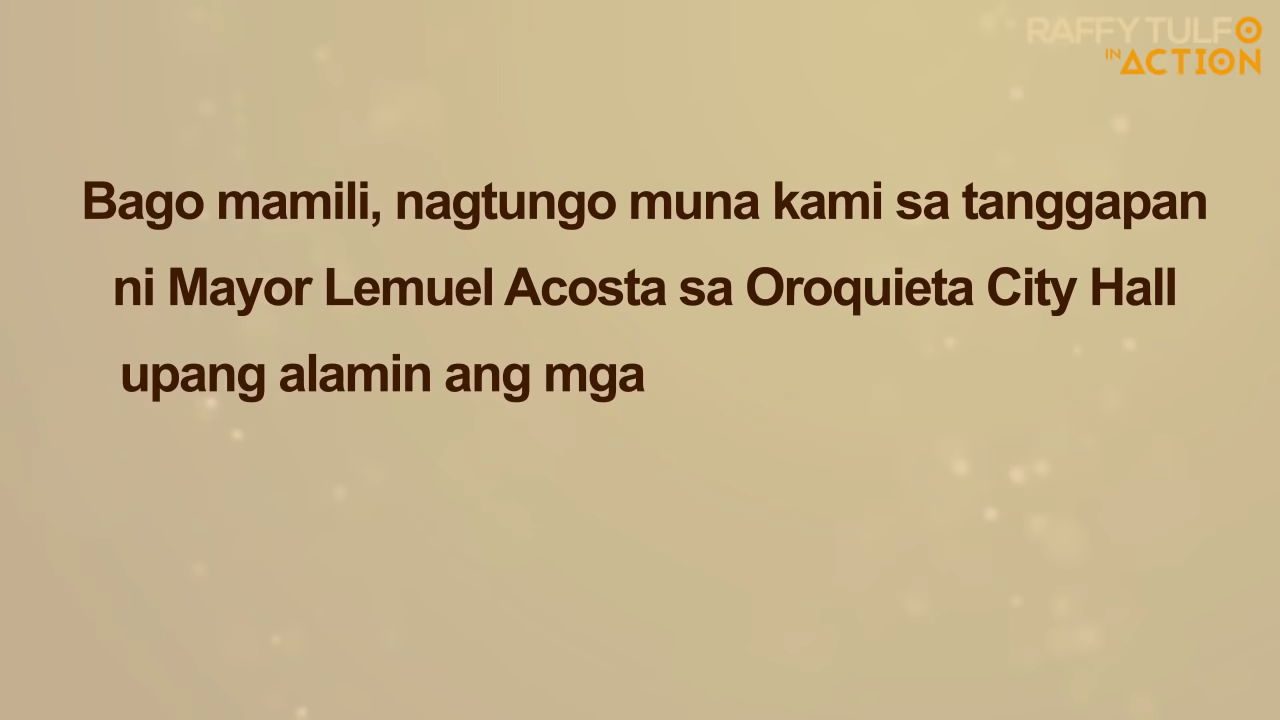 RAFFY TULFO
IN ACTION
Bago mamili, nagtungo muna kami sa tanggapan
ni Mayor Lemuel Acosta sa Oroquieta City Hall
upang alamin ang mga